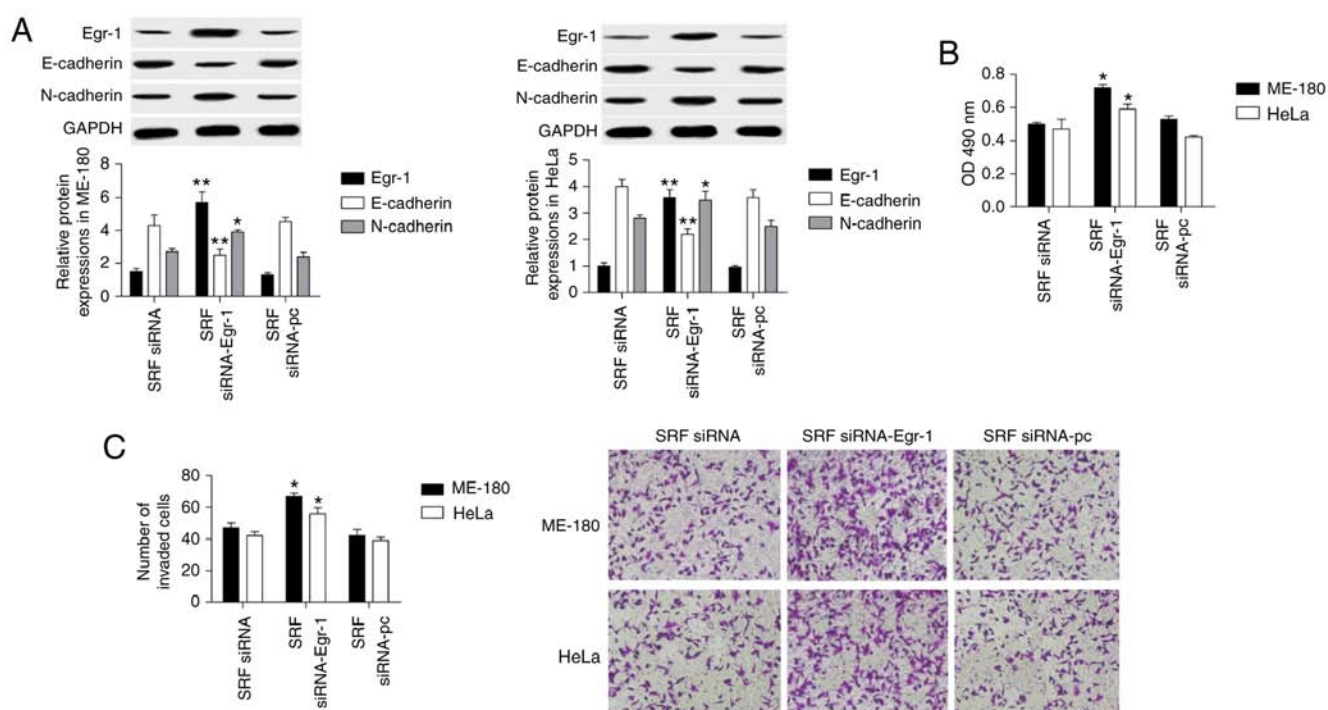 A
Egr-1
E-cadherin
N-cadherin
GAPDH
Relative protein
expressions in ME-180
8
6
4
2
0
**
**
*
SRF siRNA
SRF
siRNA-Egr-1
SRF
siRNA-pc
Egr-1
E-cadherin
N-cadherin
Egr-1
E-cadherin
N-cadherin
GAPDH
Relative protein
expressions in HeLa
5
4
3
2
1
0
**
**
*
SRF siRNA
SRF
siRNA-Egr-1
SRF
siRNA-pc
Egr-1
E-cadherin
N-cadherin
B
OD 490 nm
0.8
0.6
0.4
0.2
0.0
*
*
SRF siRNA
SRF
siRNA-Egr-1
SRF
siRNA-pc
ME-180
HeLa
C
Number of
invaded cells
80
60
40
20
0
*
*
SRF siRNA
SRF
siRNA-Egr-1
SRF
siRNA-pc
ME-180
HeLa
SRF siRNA
SRF siRNA-Egr-1
SRF siRNA-pc
ME-180
HeLa